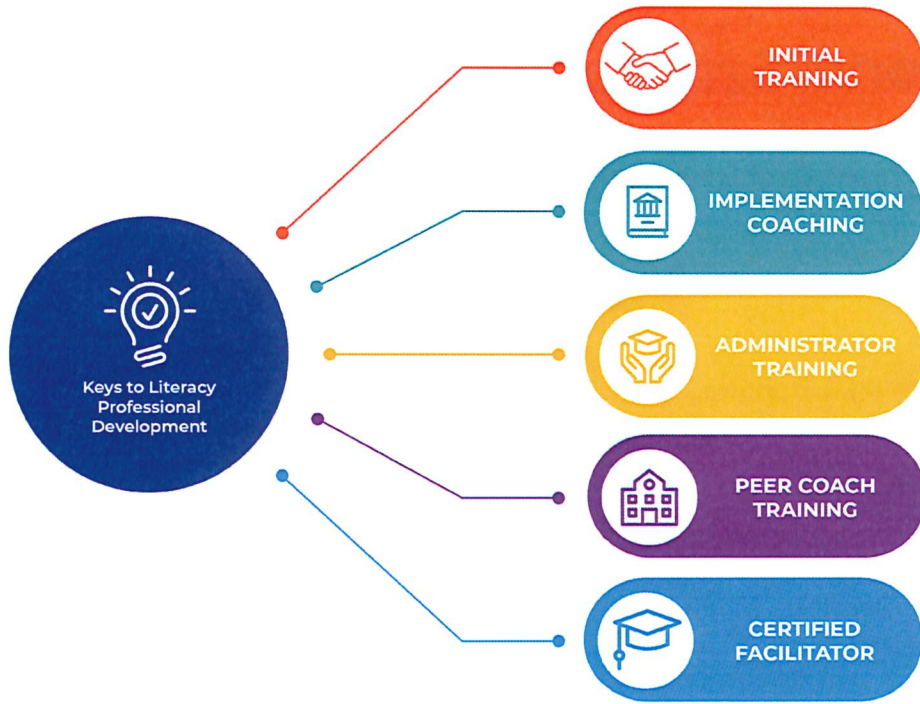 INITIAL
TRAINING
IMPLEMENTATION
COACHING
Keys to Literacy
Professional
Development
ADMINISTRATOR
TRAINING
PEER COACH
TRAINING
CERTIFIED
FACILITATOR